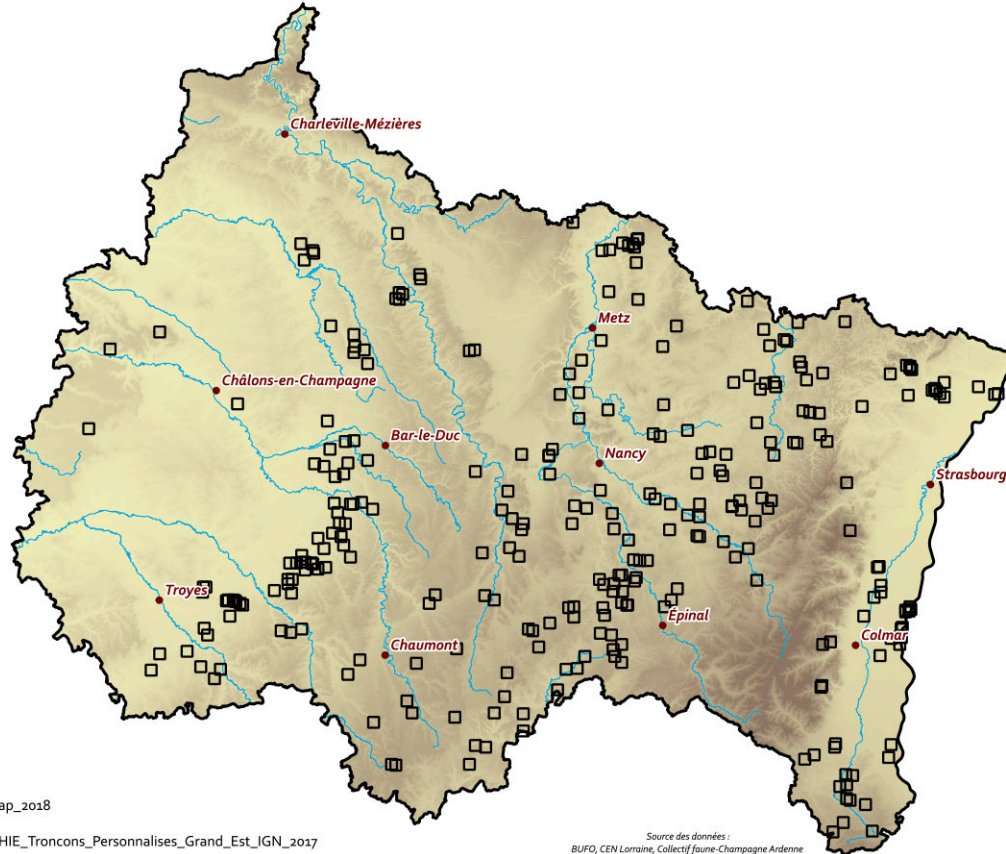 Charleville-Mézières
Metz
Châlons-en-Champagne
Bar-le-Duc
Nancy
Strasbourg
Troyes
Épinal
Chaumont
Colmar
ap_2018
HIE_Troncons_Personnalises_Grand_Est_IGN_2017
Source des données :
BUFO, CEN Lorraine, Collectif faune-Champagne Ardenne